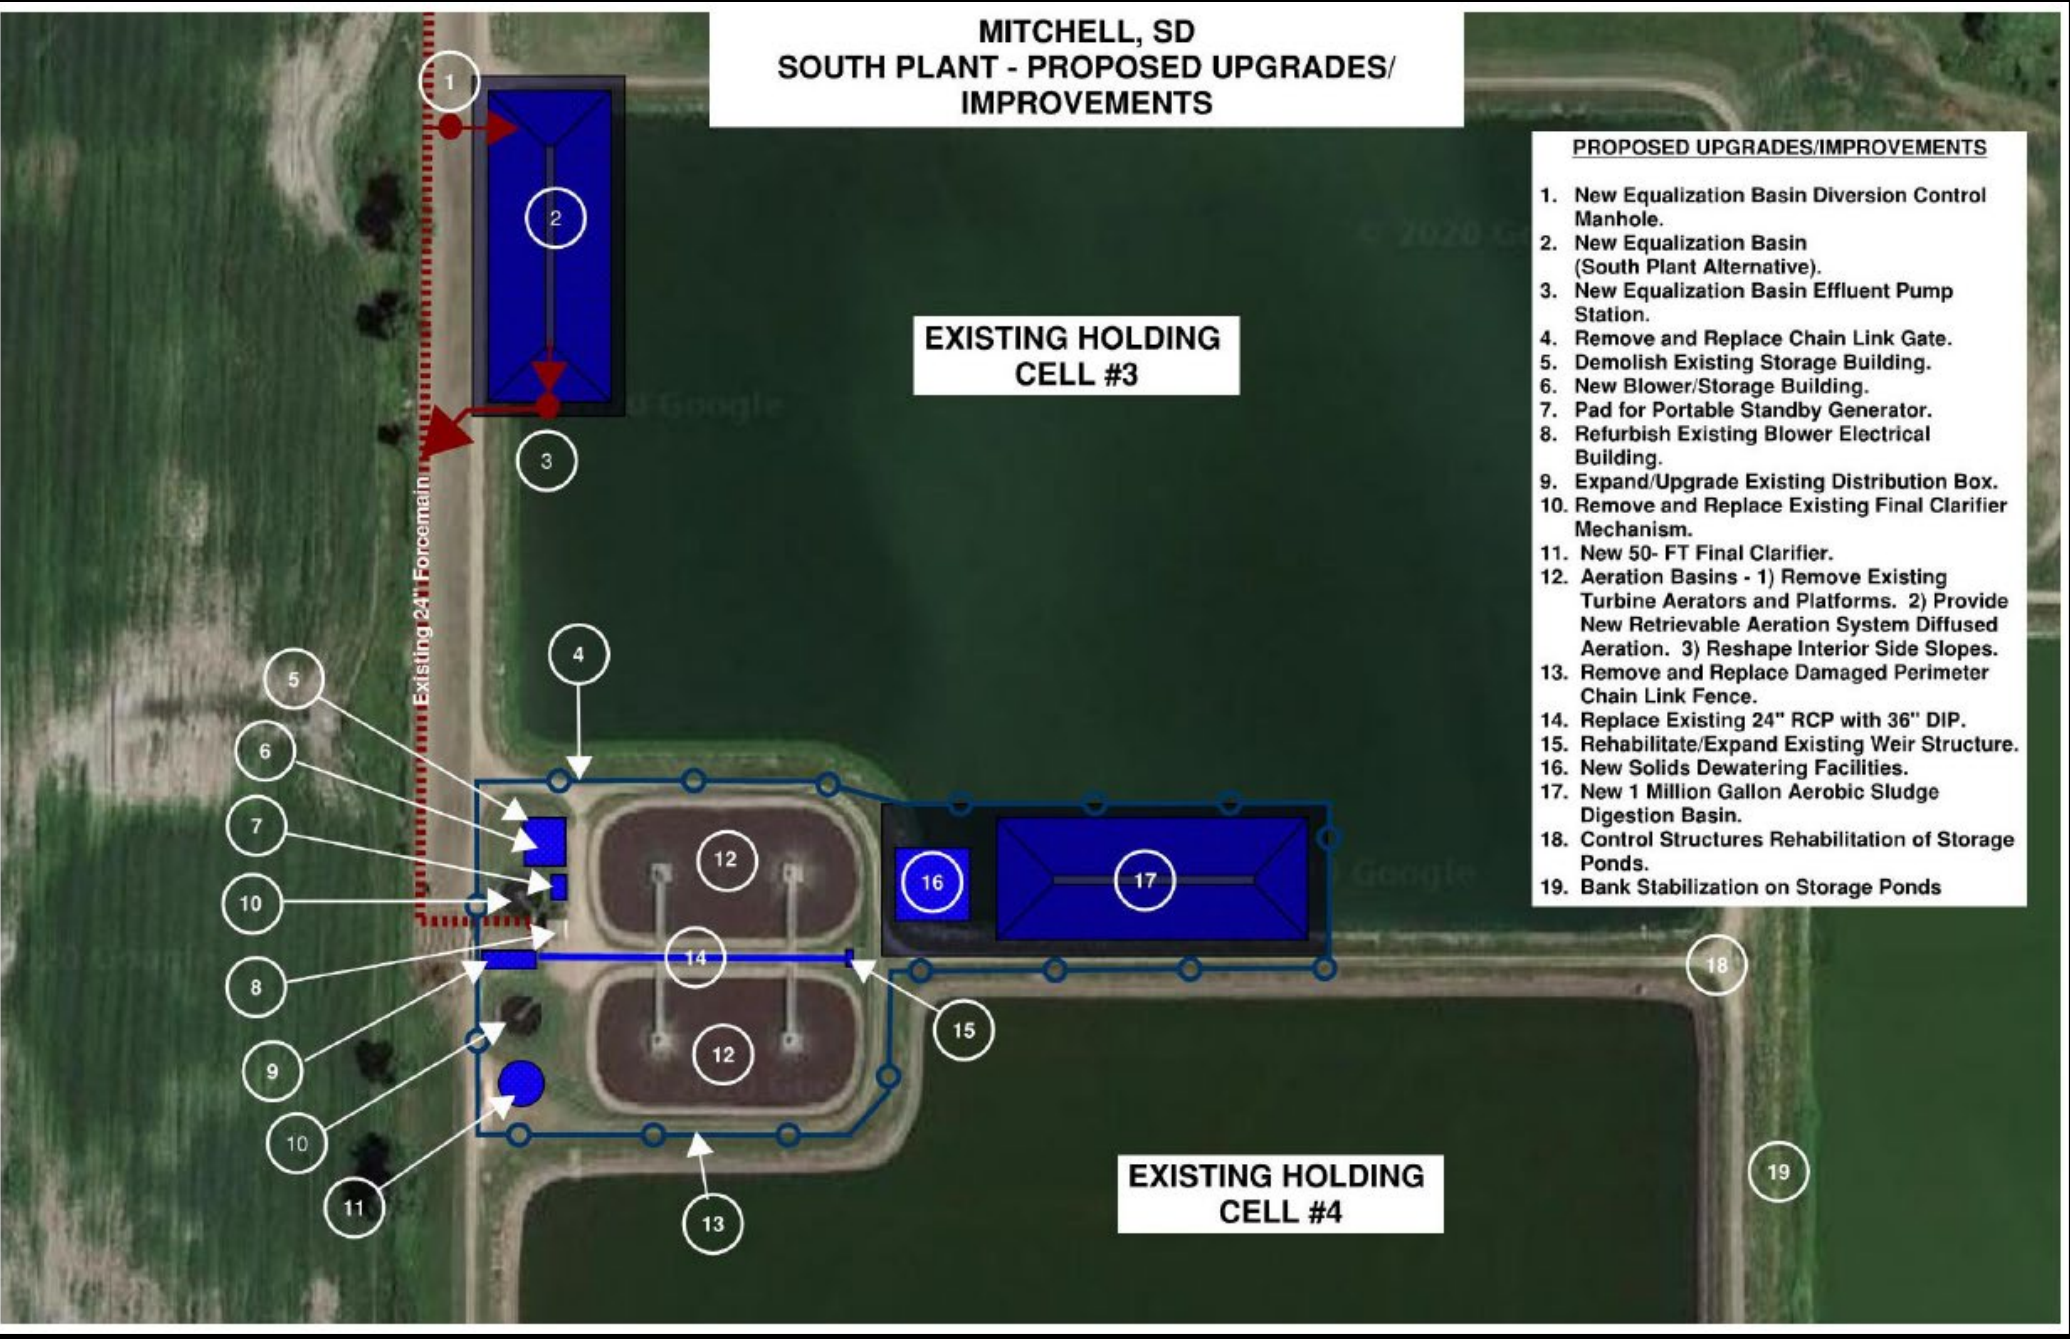 MITCHELL, SD
SOUTH PLANT - PROPOSED UPGRADES/
IMPROVEMENTS
PROPOSED UPGRADES/IMPROVEMENTS
1. New Equalization Basin Diversion Control
Manhole.
2. New Equalization Basin
(South Plant Alternative).
3. New Equalization Basin Effluent Pump
Station.
4. Remove and Replace Chain Link Gate.
5. Demolish Existing Storage Building.
6. New Blower/Storage Building.
7. Pad for Portable Standby Generator.
8. Refurbish Existing Blower Electrical
Building.
9. Expand/Upgrade Existing Distribution Box.
10. Remove and Replace Existing Final Clarifier
Mechanism.
11. New 50- FT Final Clarifier.
12. Aeration Basins - 1) Remove Existing
Turbine Aerators and Platforms. 2) Provide
New Retrievable Aeration System Diffused
Aeration. 3) Reshape Interior Side Slopes.
13. Remove and Replace Damaged Perimeter
Chain Link Fence.
14. Replace Existing 24" RCP with 36" DIP.
15. Rehabilitate/Expand Existing Weir Structure.
16. New Solids Dewatering Facilities.
17. New 1 Million Gallon Aerobic Sludge
Digestion Basin.
18. Control Structures Rehabilitation of Storage
Ponds.
19. Bank Stabilization on Storage Ponds
1
2
© 2020 Go
EXISTING HOLDING
CELL #3
Google
3
Existing 24" Forcemain
4
5
6
7
10
8
9
10
11
12
12
13
14
15
16
17
Google
18
19
EXISTING HOLDING
CELL #4